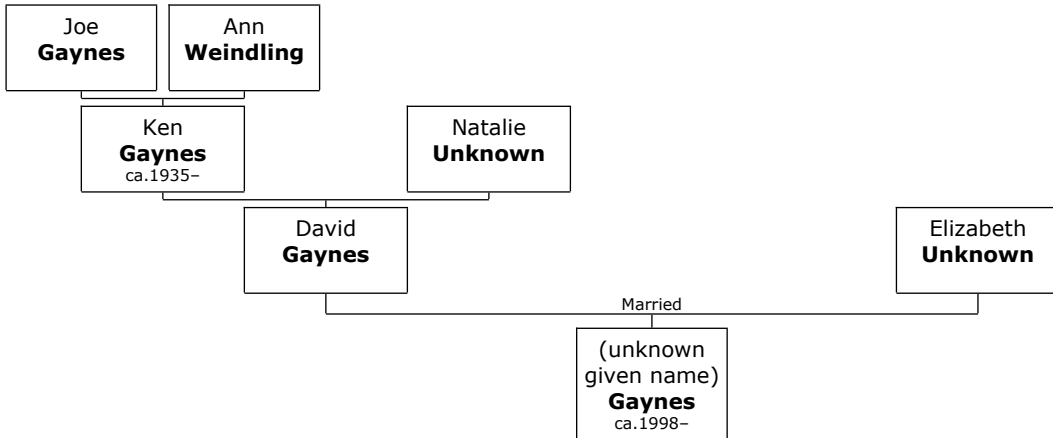 Joe
Gaynes
Ann
Weindling
Ken
Gaynes
ca.1935–
Natalie
Unknown
David
Gaynes
Elizabeth
Unknown
Married
(unknown
given name)
Gaynes
ca.1998–